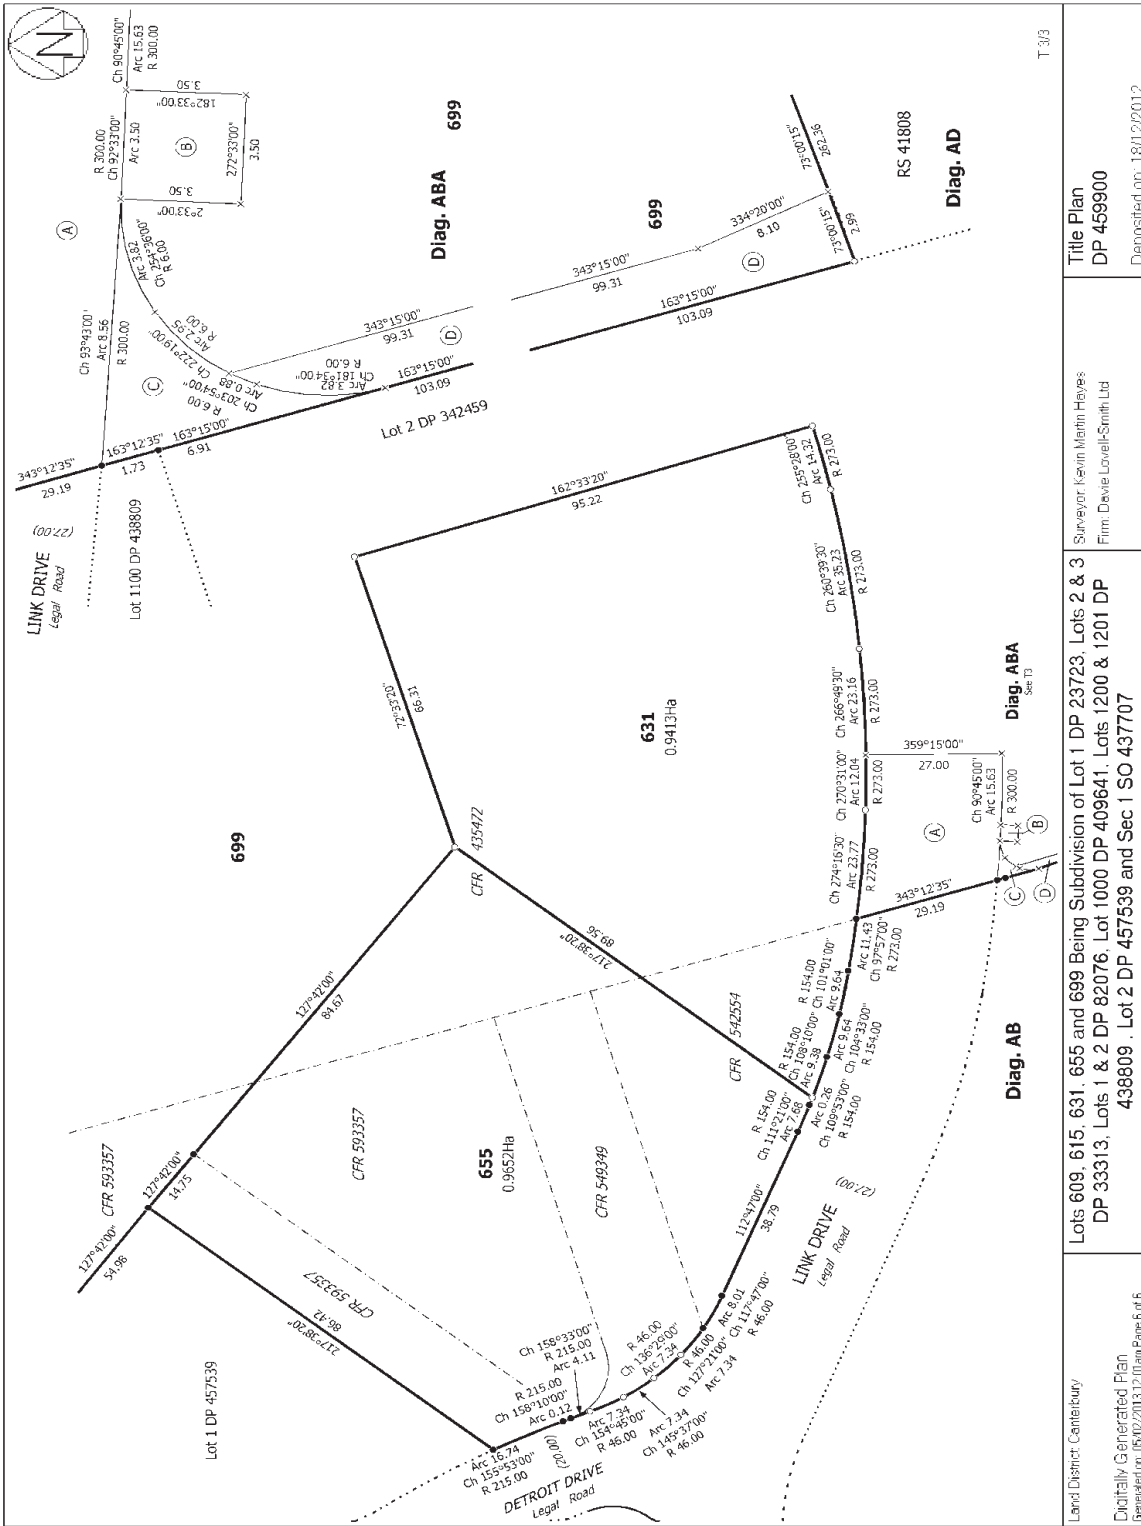 N
Ch 90°45'00"
Arc 15.63
R 300.00
R 300.00
Ch 92°33'00"
Arc 3.50
3.50
182°33'00"
272°33'00"
3.50
3.50
2°33'00"
A
B
Arc 3.82
Ch 254°36'00"
R 6.00
Ch 93°43'00"
Arc 8.56
R 300.00
Arc 2.95
R 6.00
Ch 222°19'00"
C
Arc 0.88
Ch 203°54'00"
R 6.00
Arc 3.82
Ch 181°34'00"
R 6.00
343°15'00"
99.31
D
163°15'00"
103.09
163°12'35"
1.73
163°15'00"
6.91
343°12'35"
29.19
(27.00)
LINK DRIVE
Legal Road
Lot 1100 DP 438809
Lot 2 DP 342459
699
Diag. ABA
699
343°15'00"
99.31
334°20'00"
8.10
D
163°15'00"
103.09
73°00'15"
262.36
73°00'15"
2.99
RS 41808
Diag. AD
T 3/3
699
72°33'20"
66.31
162°33'20"
95.22
631
0.9413Ha
Ch 255°28'00"
Arc 14.32
R 273.00
Ch 260°39'30"
Arc 35.23
R 273.00
Ch 266°49'30"
Arc 23.16
R 273.00
Ch 270°31'00"
Arc 12.04
R 273.00
Ch 274°16'30"
Arc 23.77
R 273.00
359°15'00"
27.00
Ch 90°45'00"
Arc 15.63
R 300.00
A
B
C
D
Diag. ABA
See T3
343°12'35"
29.19
CFR 435472
217°38'20"
89.56
CFR 542554
127°42'00"
84.67
Arc 11.43
Ch 97°57'00"
R 273.00
R 154.00
Ch 101°01'00"
Arc 9.64
Arc 9.64
Ch 104°33'00"
R 154.00
R 154.00
Ch 108°10'00"
Arc 9.38
Arc 0.26
Ch 109°53'00"
R 154.00
R 154.00
Ch 111°21'00"
Arc 7.68
Diag. AB
CFR 593357
127°42'00"
14.75
127°42'00"
54.98
CFR 593357
655
0.9652Ha
CFR 549349
CFR 593357
217°38'20"
86.42
Lot 1 DP 457539
112°47'00"
38.79
LINK DRIVE
Legal Road
(27.00)
Arc 8.01
Ch 117°47'00"
R 46.00
R 46.00
Ch 127°21'00"
Arc 7.34
R 46.00
Ch 136°29'00"
Arc 7.34
Arc 7.34
Ch 145°37'00"
R 46.00
Arc 7.34
Ch 154°45'00"
R 46.00
Ch 158°33'00"
R 215.00
Arc 4.11
R 215.00
Ch 158°10'00"
Arc 0.12
Arc 16.74
Ch 155°53'00"
R 215.00
(20.00)
DETROIT DRIVE
Legal Road
Land District: Canterbury
Digitally Generated Plan
Generated on: 05/02/2013 12:01am Page 6 of 6
Lots 609, 615, 631, 655 and 699 Being Subdivision of Lot 1 DP 23723, Lots 2 & 3
DP 33313, Lots 1 & 2 DP 82076, Lot 1000 DP 409641, Lots 1200 & 1201 DP
438809 , Lot 2 DP 457539 and Sec 1 SO 437707
Surveyor: Kevin Martin Hayes
Firm: Davie Lovell-Smith Ltd
Title Plan
DP 459900
Deposited on: 18/12/2012